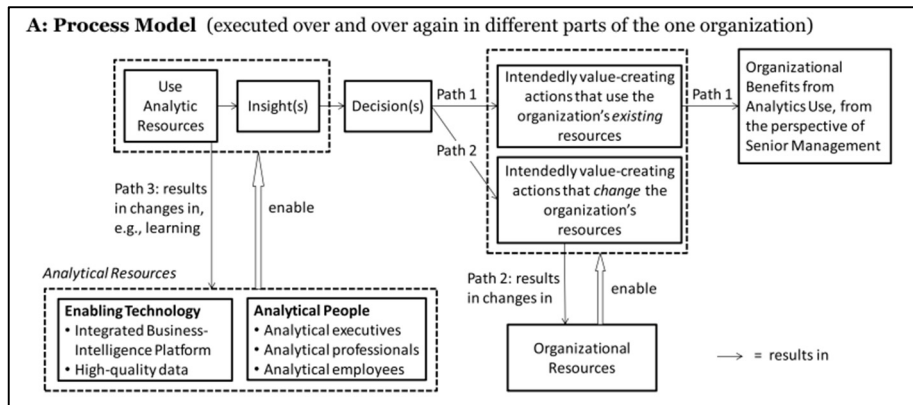 A: Process Model (executed over and over again in different parts of the one organization)
Use
Analytic
Resources
Insight(s)
Decision(s)
Path 1
Path 2
Intendedly value-creating
actions that use the
organization's existing
resources
Intendedly value-creating
actions that change the
organization's
resources
Path 1
Organizational
Benefits from
Analytics Use, from
the perspective of
Senior Management
Path 3: results
in changes in,
e.g., learning
enable
Path 2: results
in changes in
enable
Analytical Resources
Enabling Technology
• Integrated Business-
Intelligence Platform
• High-quality data
Analytical People
• Analytical executives
• Analytical professionals
• Analytical employees
Organizational
Resources
= results in